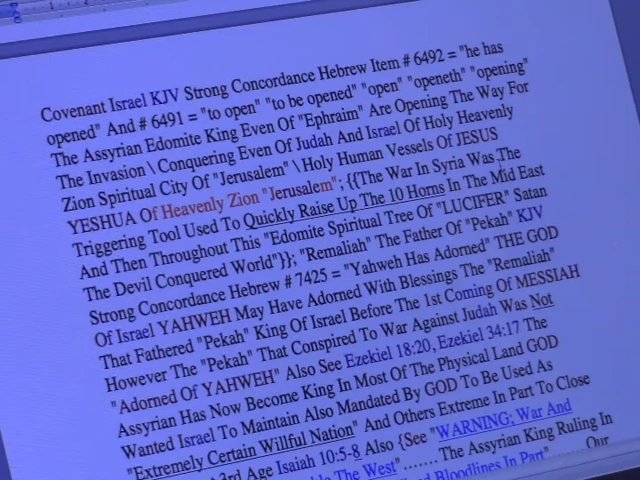 Covenant Israel KJV Strong Concordance Hebrew Item # 6492 = "he has
opened" And # 6491 = "to open" "to be opened" "open" "openeth" "opening"
The Assyrian Edomite King Even Of "Ephraim" Are Opening The Way For
The Invasion \ Conquering Even Of Judah And Israel Of Holy Heavenly
Zion Spiritual City Of "Jerusalem" \ Holy Human Vessels Of JESUS
YESHUA Of Heavenly Zion "Jerusalem"; {{The War In Syria Was The
Triggering Tool Used To Quickly Raise Up The 10 Horns In The Mid East
And Then Throughout This "Edomite Spiritual Tree Of "LUCIFER" Satan
The Devil Conquered World"}}; "Remaliah" The Father Of "Pekah" KJV
Strong Concordance Hebrew # 7425 = "Yahweh Has Adorned" THE GOD
Of Israel YAHWEH May Have Adorned With Blessings The "Remaliah"
That Fathered "Pekah" King Of Israel Before The 1st Coming Of MESSIAH
However The "Pekah" That Conspired To War Against Judah Was Not
"Adorned Of YAHWEH" Also See Ezekiel 18:20, Ezekiel 34:17 The
Assyrian Has Now Become King In Most Of The Physical Land GOD
Wanted Israel To Maintain Also Mandated By GOD To Be Used As
"Extremely Certain Willful Nation" And Others Extreme In Part To Close
3rd Age Isaiah 10:5-8 Also {See "WARNING; War And
The West" ....... The Assyrian King Ruling In
Bloodlines In Part" ....... Our